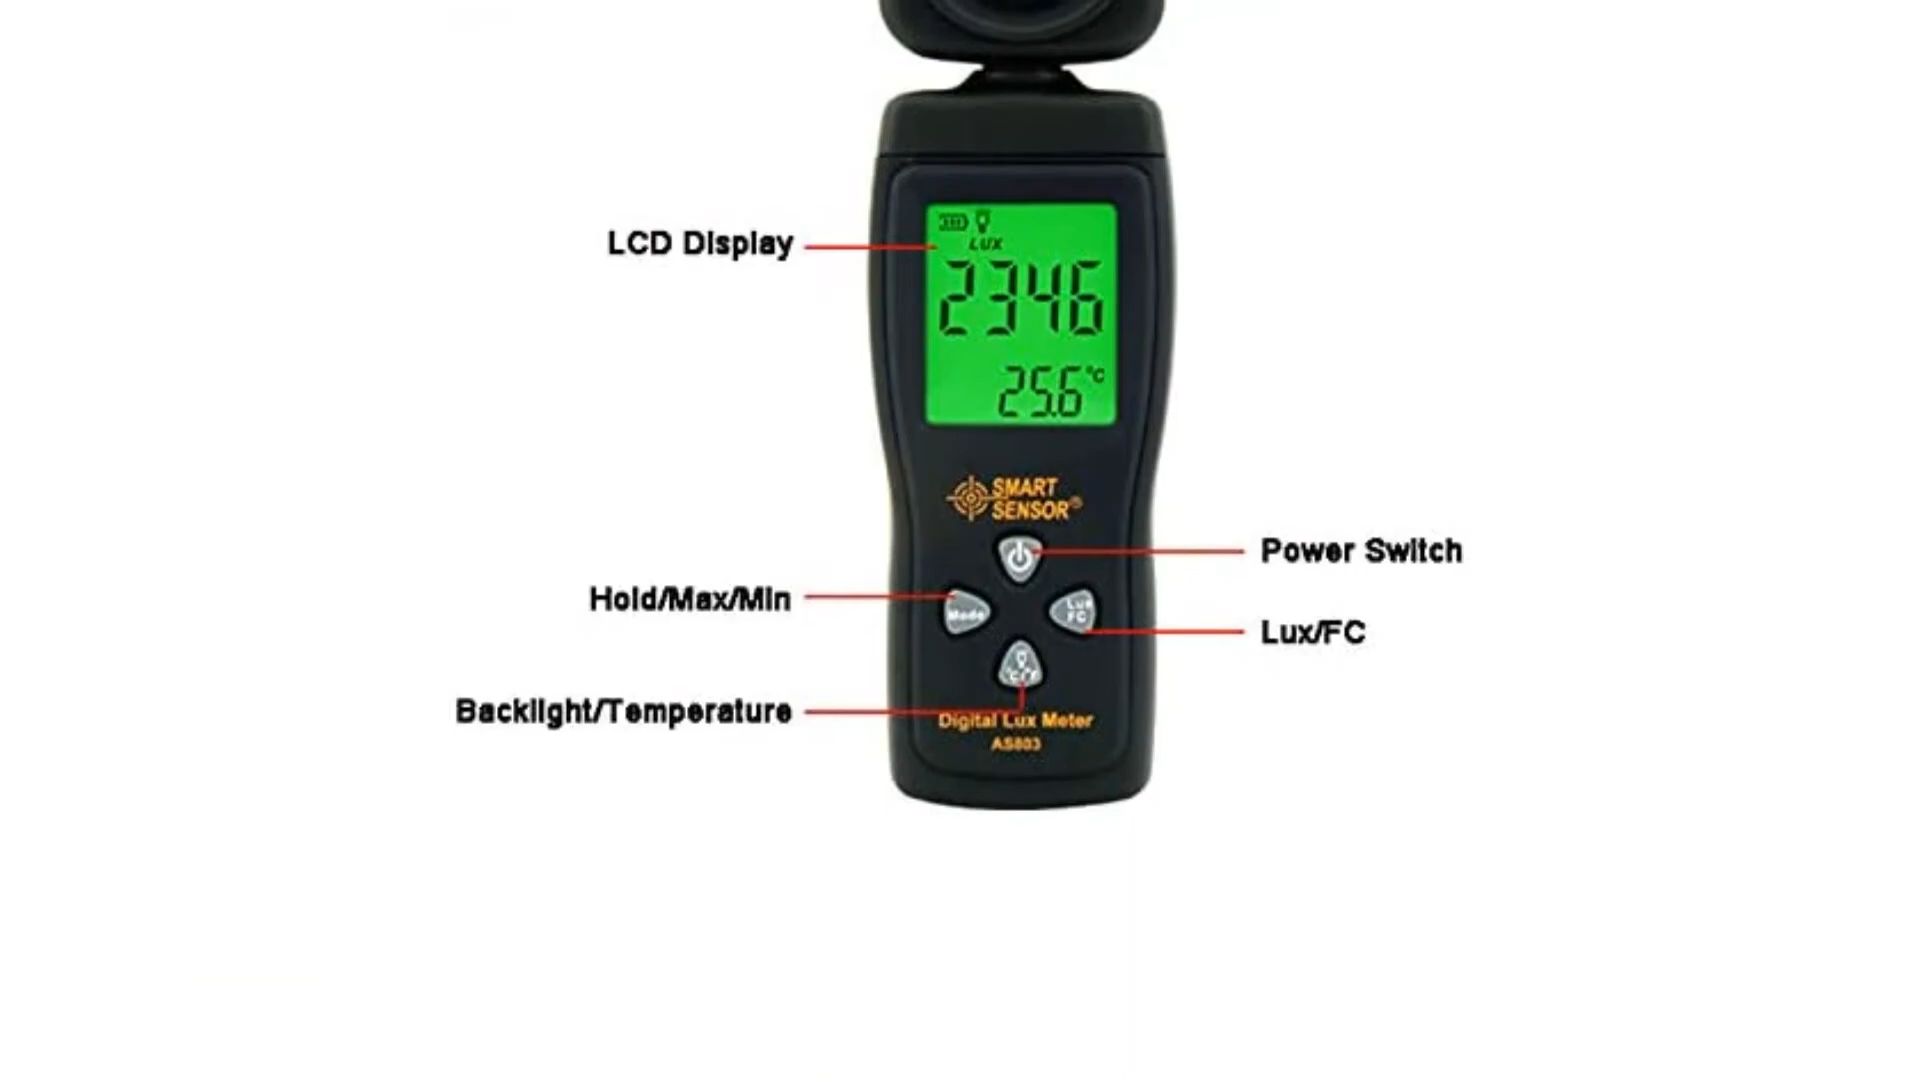 LCD Display
LUX
2346
25.6 °C
SMART
SENSOR®
Power Switch
Hold/Max/Min
Mode
Lux
FC
Lux/FC
°C/°F
Backlight/Temperature
Digital Lux Meter
AS803